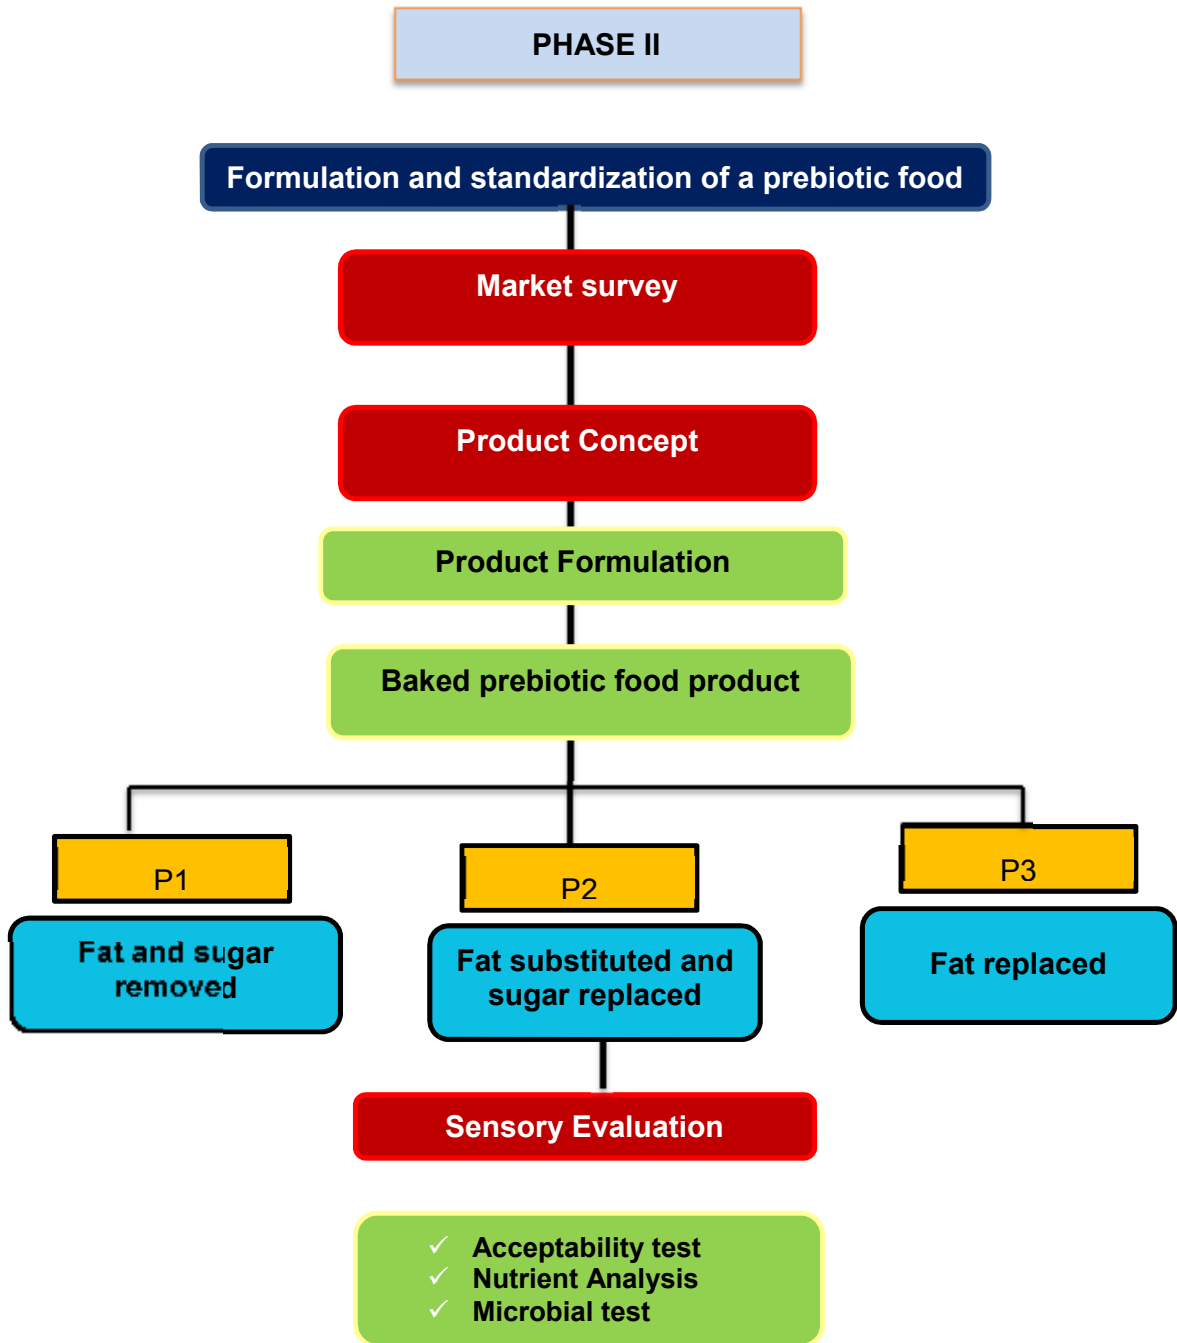 PHASE II
Formulation and standardization of a prebiotic food
Market survey
Product Concept
Product Formulation
Baked prebiotic food product
P1
P2
P3
Fat and sugar
removed
Fat substituted and
sugar replaced
Fat replaced
Sensory Evaluation
✓ Acceptability test
✓ Nutrient Analysis
✓ Microbial test